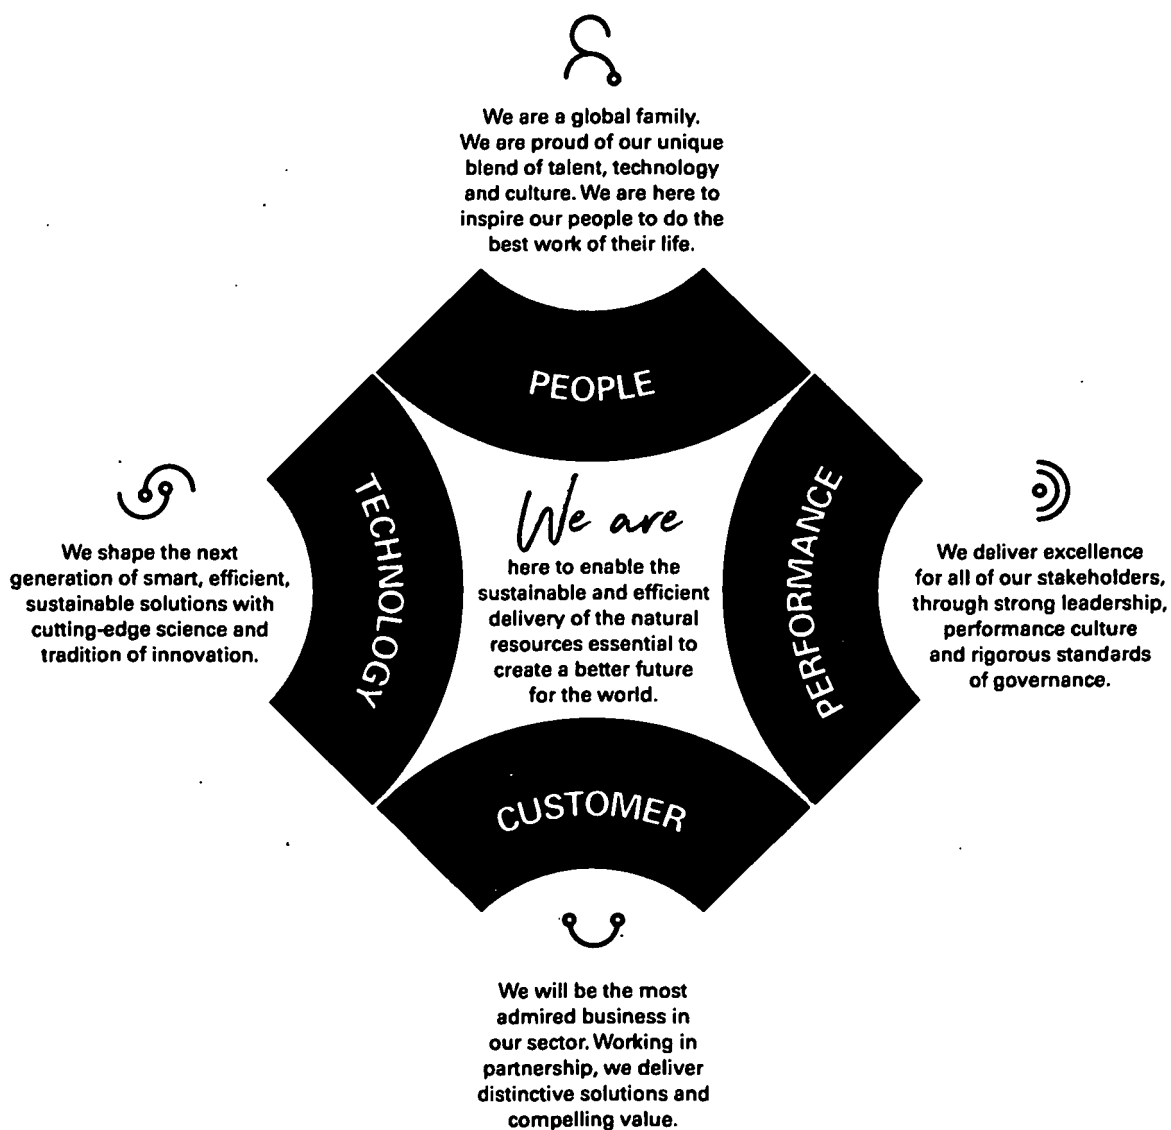 We are a global family.
We are proud of our unique
blend of talent, technology
and culture. We are here to
inspire our people to do the
best work of their life.
PEOPLE
TECHNOLOGY
We shape the next
generation of smart, efficient,
sustainable solutions with
cutting-edge science and
tradition of innovation.
We are
here to enable the
sustainable and efficient
delivery of the natural
resources essential to
create a better future
for the world.
PERFORMANCE
We deliver excellence
for all of our stakeholders,
through strong leadership,
performance culture
and rigorous standards
of governance.
CUSTOMER
We will be the most
admired business in
our sector. Working in
partnership, we deliver
distinctive solutions and
compelling value.